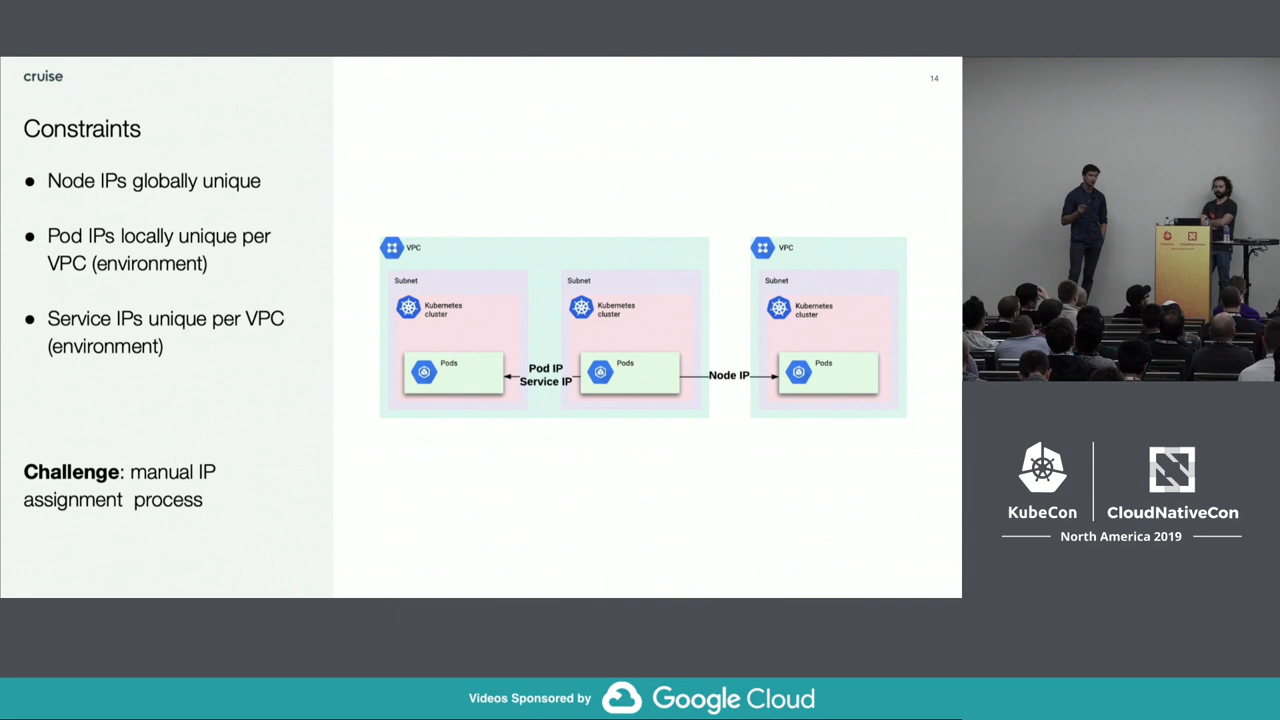 cruise
14
Constraints
● Node IPs globally unique
● Pod IPs locally unique per
VPC (environment)
● Service IPs unique per VPC
(environment)
Challenge: manual IP
assignment process
VPC
Subnet
Kubernetes
cluster
Pods
Pod IP
Service IP
Subnet
Kubernetes
cluster
Pods
Node IP
VPC
Subnet
Kubernetes
cluster
Pods
KubeCon
CloudNativeCon
North America 2019
Videos Sponsored by
Google Cloud